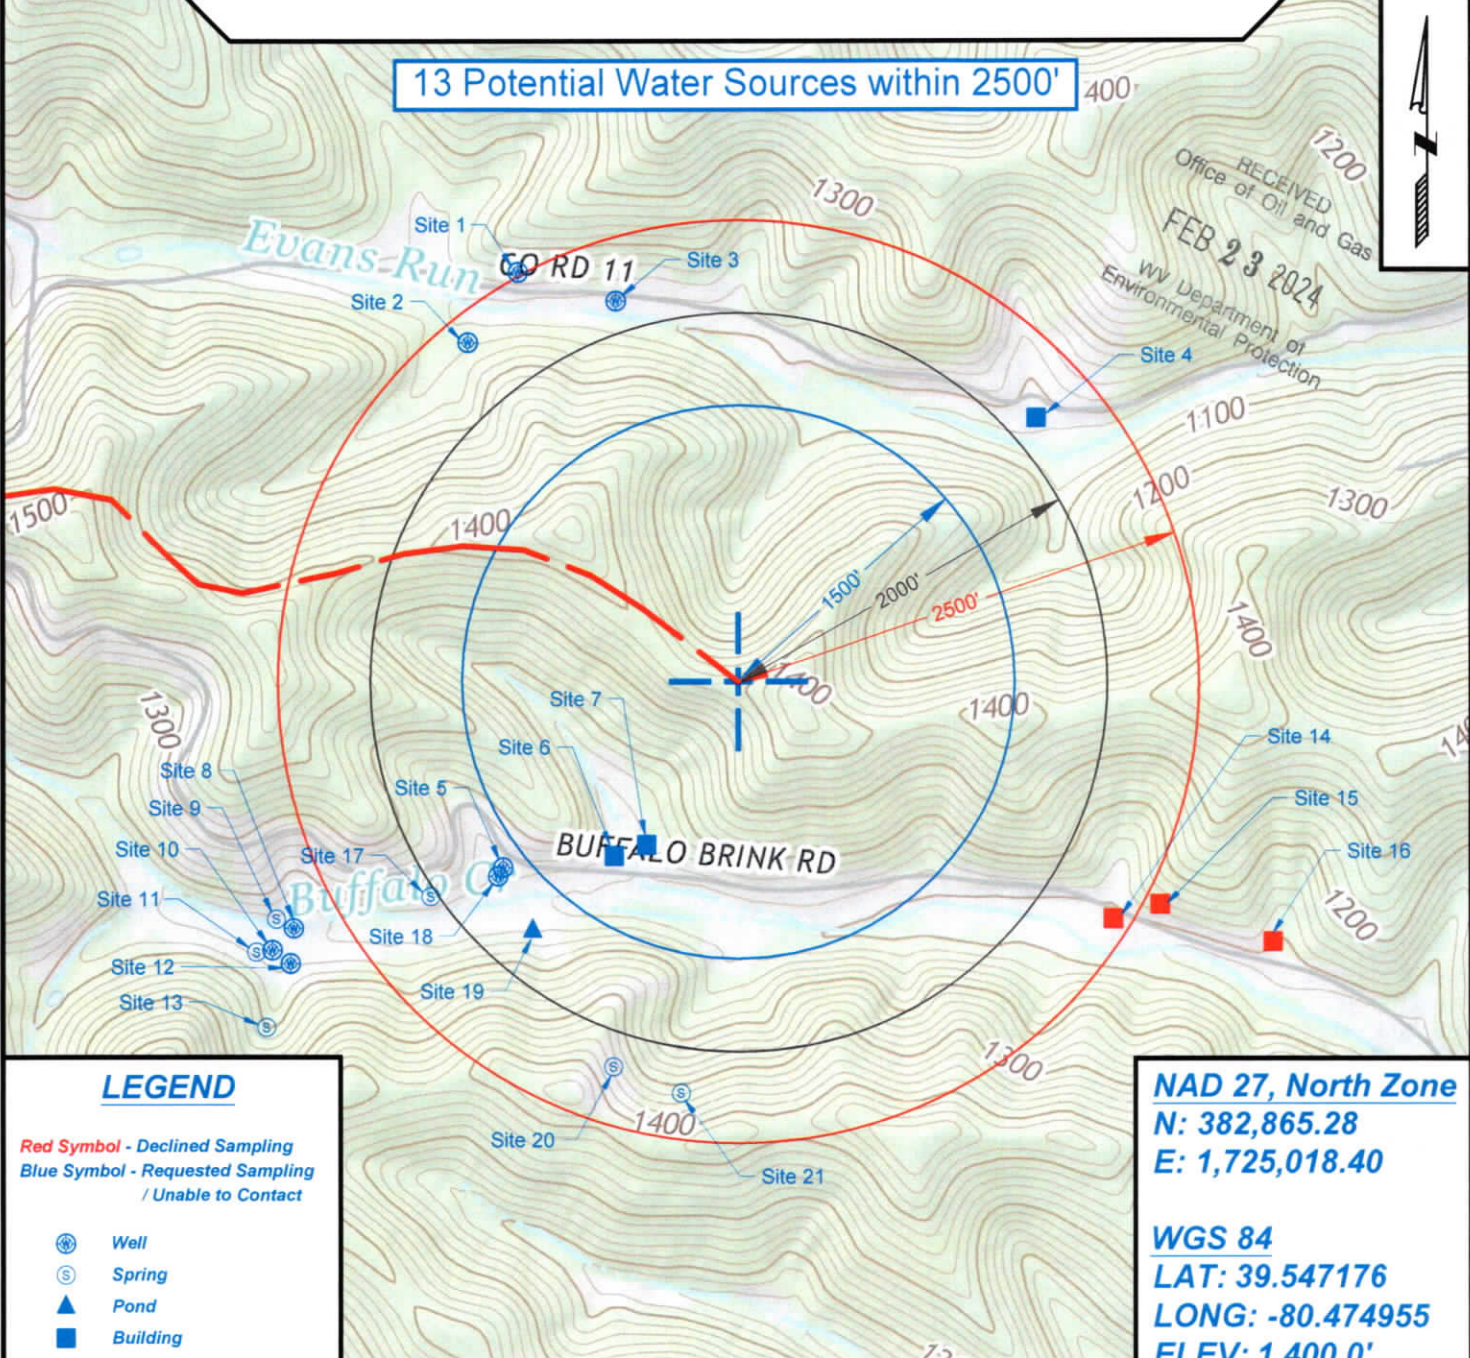 13 Potential Water Sources within 2500'
400
1200
RECEIVED
Office of Oil and Gas
FEB 23 2024
WV Department of
Environmental Protection
1300
Site 1
Evans Run
CO RD 11
Site 3
Site 2
Site 4
1100
1200
1300
1500
1400
1500'
2000'
2500'
1400
1400
1400
Site 7
1300
Site 6
Site 14
Site 8
Site 5
Site 15
Site 9
Site 10
Site 17
BUFFALO BRINK RD
Site 16
Site 11
Buffalo Cr
1200
Site 18
Site 12
Site 19
Site 13
1300
1400
Site 20
Site 21
LEGEND
Red Symbol - Declined Sampling
Blue Symbol - Requested Sampling
/ Unable to Contact
Well
Spring
Pond
Building
NAD 27, North Zone
N: 382,865.28
E: 1,725,018.40
WGS 84
LAT: 39.547176
LONG: -80.474955
ELEV: 1,400.0'